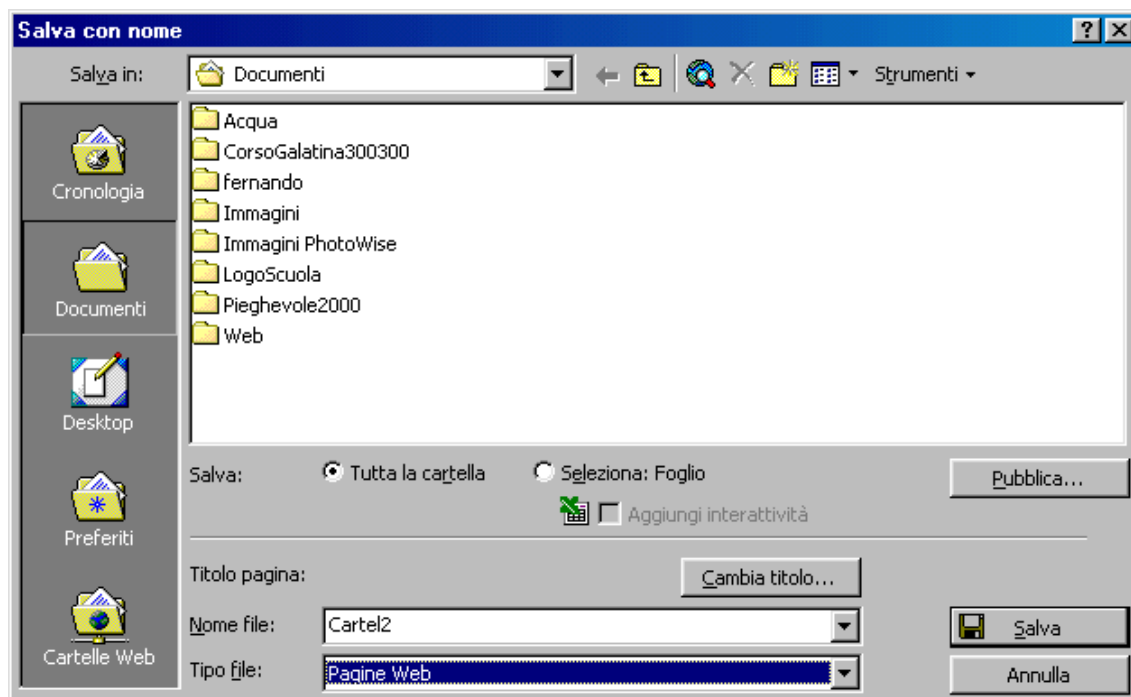 Salva con nome
Salva in: Documenti Strumenti
Cronologia
Documenti
Desktop
Preferiti
Cartelle Web
Acqua
CorsoGalatina300300
fernando
Immagini
Immagini PhotoWise
LogoScuola
Pieghevole2000
Web
Salva: Tutta la cartella Seleziona: Foglio Pubblica...
Aggiungi interattività
Titolo pagina: Cambia titolo...
Nome file: Cartel2 Salva
Tipo file: Pagine Web Annulla